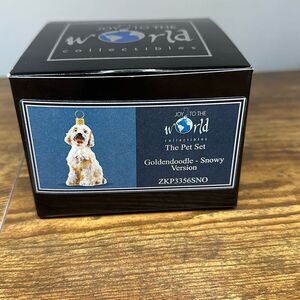 JOY TO THE
world
collectibles
JOY TO THE
world
collectibles
The Pet Set
Goldendoodle - Snowy
Version
ZKP3356SNO